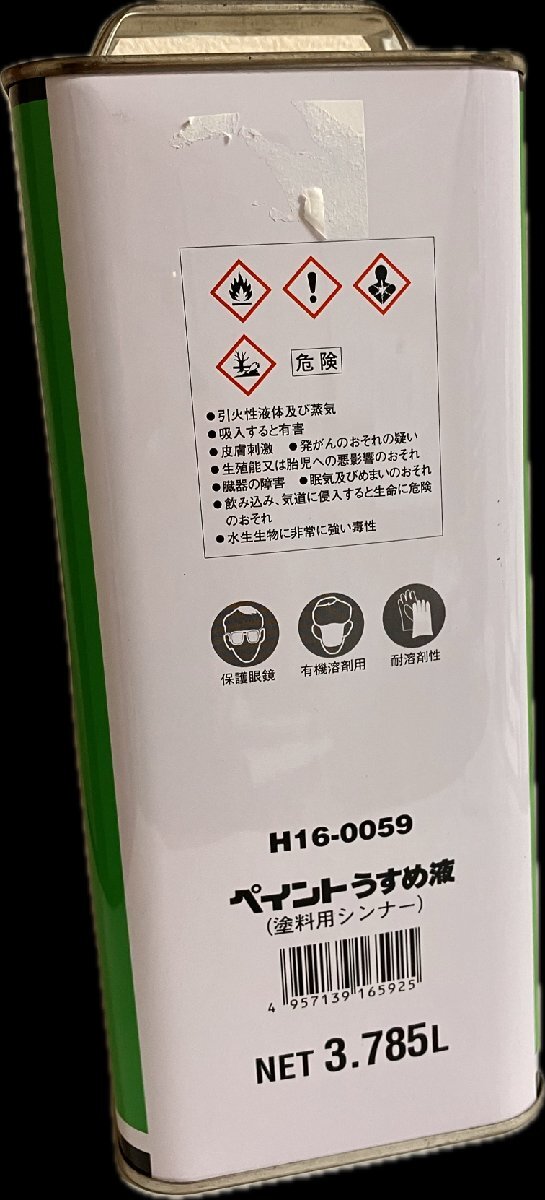 危険
●引火性液体及び蒸気
●吸入すると有害
●皮膚刺激 ●発がんのおそれの疑い
●生殖能又は胎児への悪影響のおそれ
●臓器の障害 ●眠気及びめまいのおそれ
●飲み込み、気道に侵入すると生命に危険
のおそれ
●水生生物に非常に強い毒性
保護眼鏡 有機溶剤用 耐溶剤性
H16-0059
ペイントうすめ液
(塗料用シンナー)
4 957139 165925
NET 3.785L